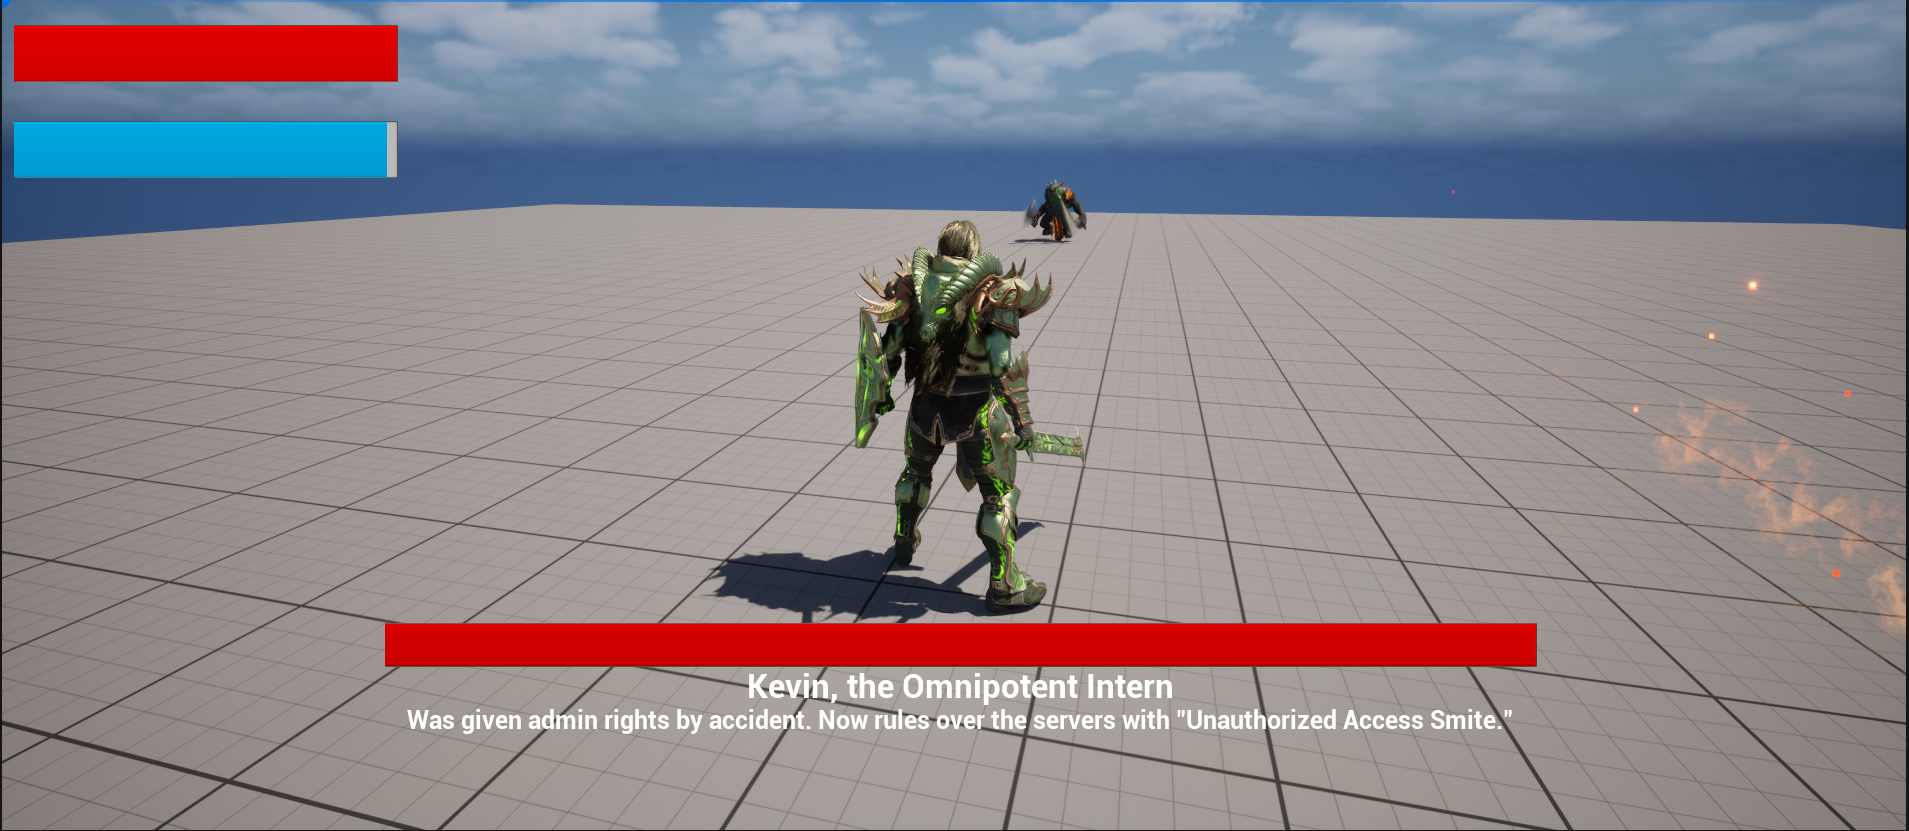 Kevin, the Omnipotent Intern
Was given admin rights by accident. Now rules over the servers with "Unauthorized Access Smite."